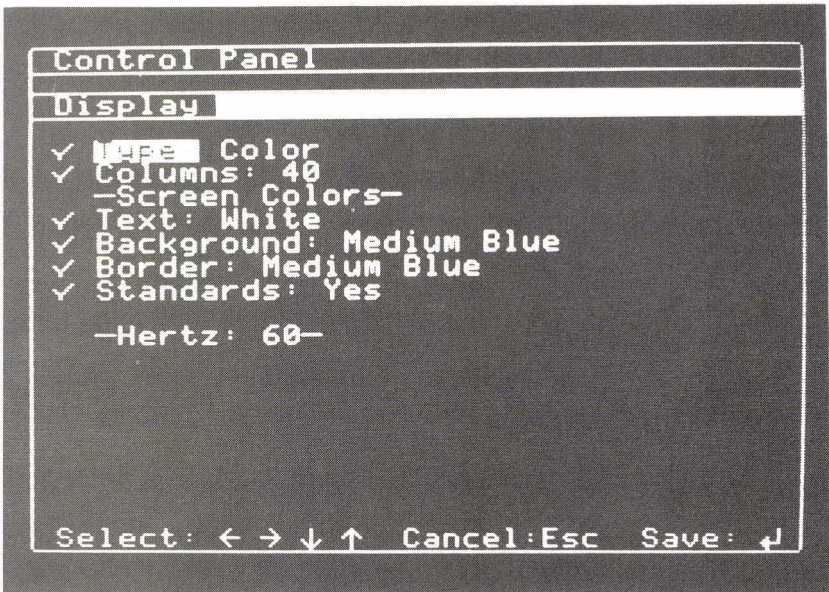 Control Panel
Display
✓ Type: Color
✓ Columns: 40
—Screen Colors—
✓ Text: White
✓ Background: Medium Blue
✓ Border: Medium Blue
✓ Standards: Yes
—Hertz: 60—
Select: ← → ↓ ↑ Cancel:Esc Save: ↵